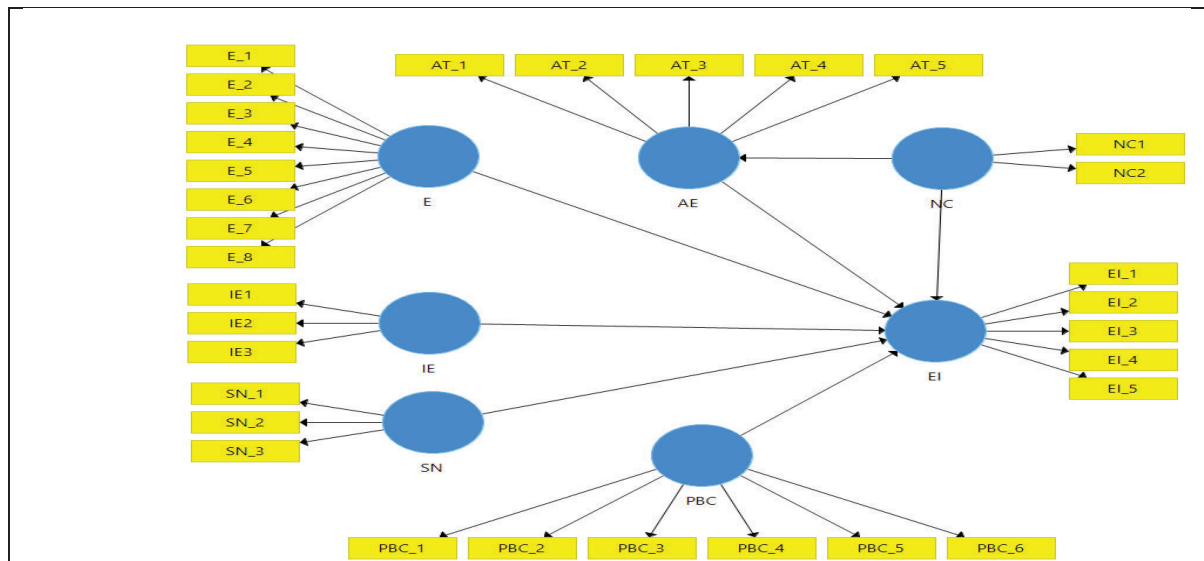 E_1
E_2
E_3
E_4
E_5
E_6
E_7
E_8
E
AT_1
AT_2
AT_3
AT_4
AT_5
AE
NC
NC1
NC2
IE1
IE2
IE3
IE
SN_1
SN_2
SN_3
SN
EI_1
EI_2
EI_3
EI_4
EI_5
EI
PBC
PBC_1
PBC_2
PBC_3
PBC_4
PBC_5
PBC_6